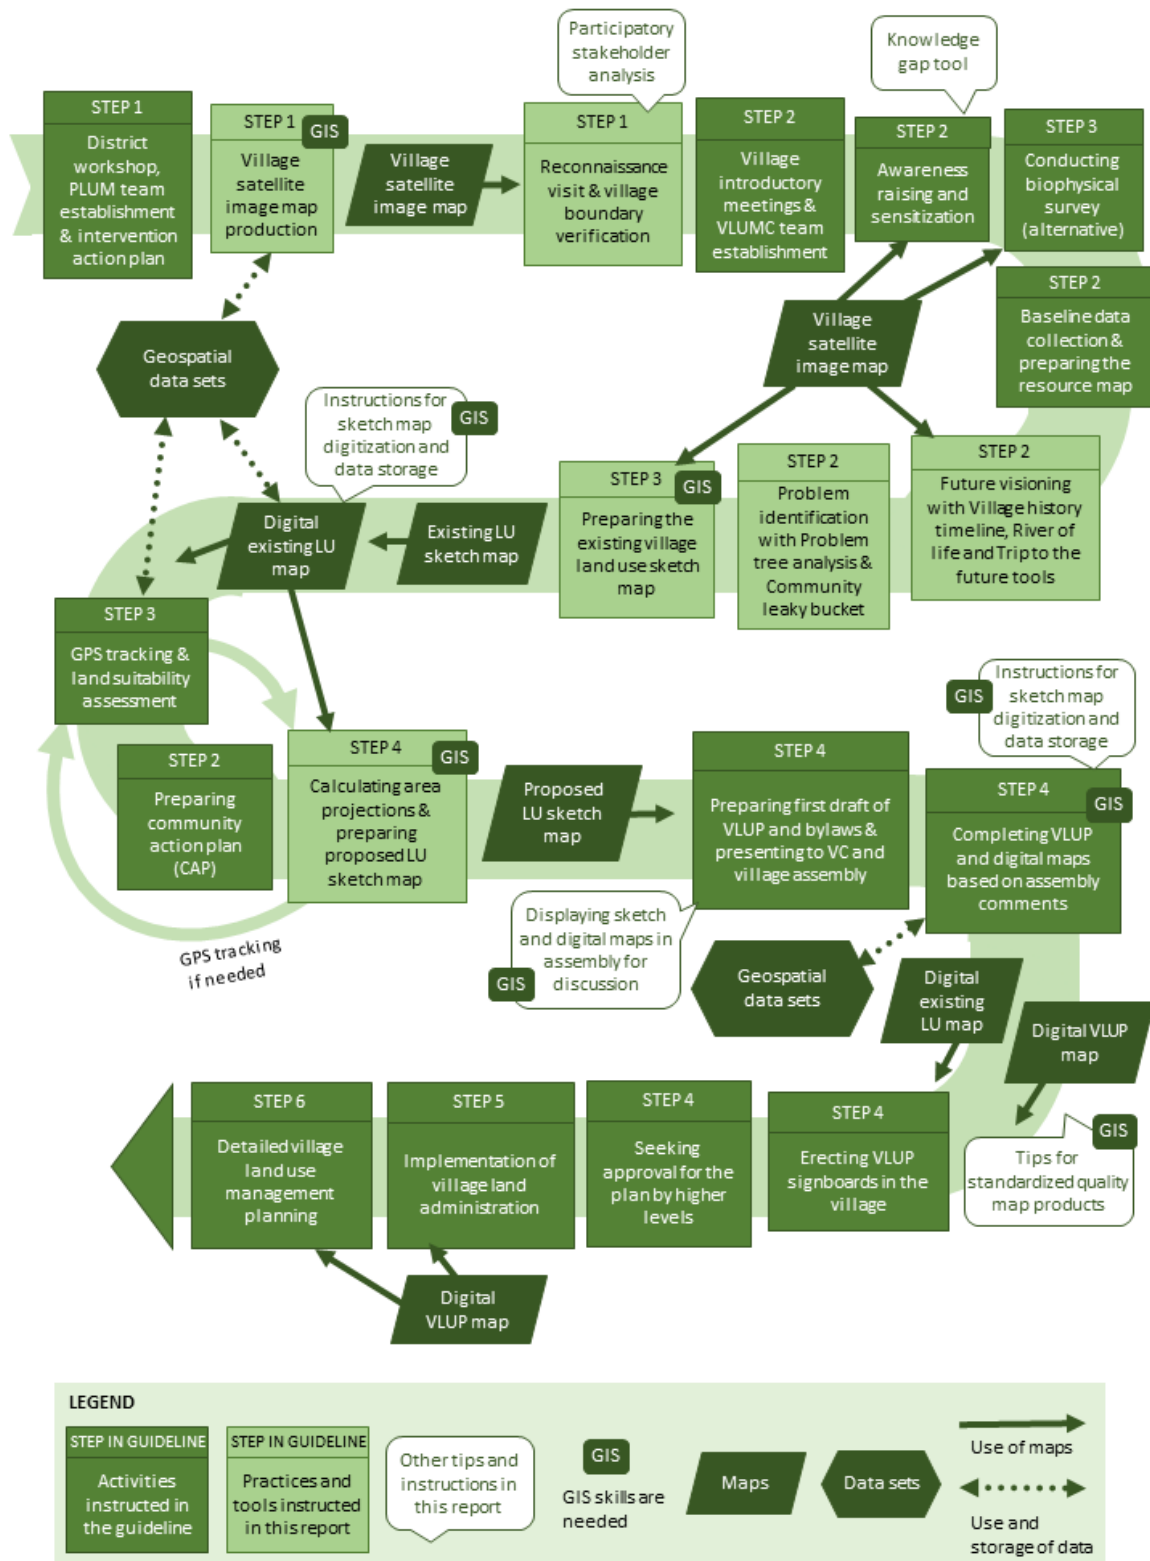 Participatory
stakeholder
analysis
Knowledge
gap tool
STEP 1
District
workshop,
PLUM team
establishment
& intervention
action plan
STEP 1
GIS
Village
satellite
image map
production
Village
satellite
image map
STEP 1
Reconnaissance
visit & village
boundary
verification
STEP 2
Village
introductory
meetings &
VLUMC team
establishment
STEP 2
Awareness
raising and
sensitization
STEP 3
Conducting
biophysical
survey
(alternative)
STEP 2
Baseline data
collection &
preparing the
resource map
Village
satellite
image map
Geospatial
data sets
Instructions for
sketch map
digitization and
data storage
GIS
STEP 2
Future visioning
with Village history
timeline, River of
life and Trip to the
future tools
STEP 2
Problem
identification
with Problem
tree analysis &
Community
leaky bucket
STEP 3
GIS
Preparing the
existing village
land use sketch
map
Existing LU
sketch map
Digital
existing LU
map
STEP 3
GPS tracking &
land suitability
assessment
STEP 2
Preparing
community
action plan
(CAP)
STEP 4
GIS
Calculating area
projections &
preparing
proposed LU
sketch map
GPS tracking
if needed
Proposed
LU sketch
map
STEP 4
Preparing first draft of
VLUP and bylaws &
presenting to VC and
village assembly
Displaying sketch
and digital maps in
assembly for
discussion
GIS
Instructions for
sketch map
digitization and
data storage
GIS
STEP 4
GIS
Completing VLUP
and digital maps
based on assembly
comments
Geospatial
data sets
Digital
existing
LU map
Digital VLUP
map
GIS
Tips for
standardized quality
map products
STEP 4
Erecting VLUP
signboards in the
village
STEP 4
Seeking
approval for the
plan by higher
levels
STEP 5
Implementation of
village land
administration
STEP 6
Detailed village
land use
management
planning
Digital
VLUP map
LEGEND
STEP IN GUIDELINE
Activities
instructed in
the guideline
STEP IN GUIDELINE
Practices and
tools instructed
in this report
Other tips and
instructions in
this report
GIS
GIS skills are
needed
Maps
Data sets
Use of maps
Use and
storage of data